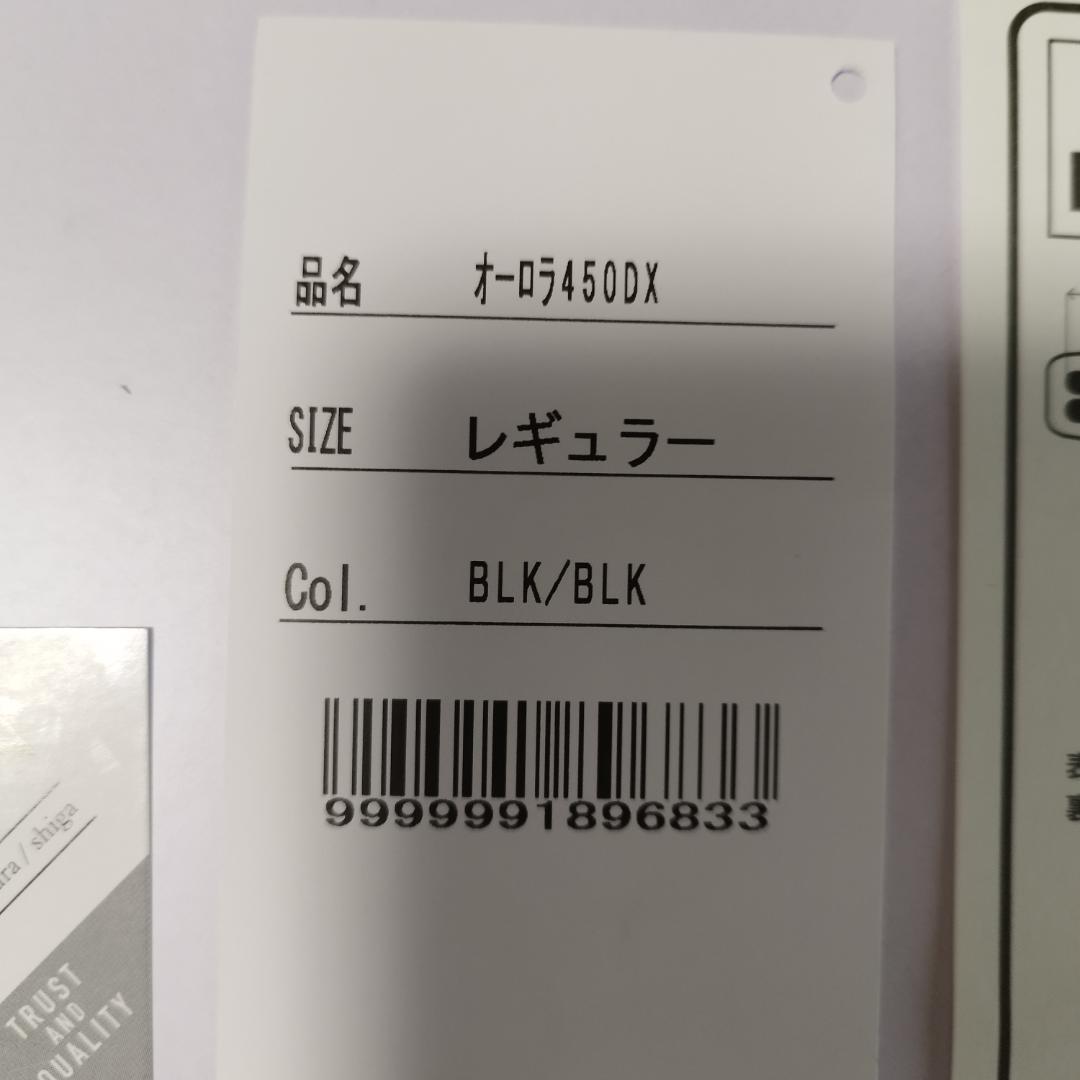 品名 ｵｰﾛﾗ450DX
SIZE レギュラー
Col. BLK/BLK
9999991896833
/ shiga
TRUST
AND
QUALITY